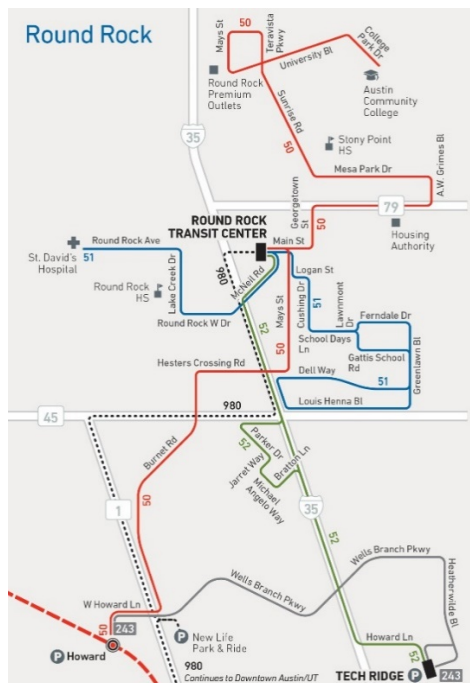 Round Rock
Mays St
50
Teravista
Pkwy
College
Park Dr
University Bl
Round Rock
Premium
Outlets
Austin
Community
College
Sunrise Rd
50
35
Stony Point
HS
Mesa Park Dr
A.W. Grimes Bl
Georgetown
St
79
50
Housing
Authority
ROUND ROCK
TRANSIT CENTER
Main St
Round Rock Ave
51
St. David's
Hospital
980
McNeil Rd
Logan St
Lake Creek Dr
Round Rock
HS
Mays St
Cushing Dr
51
Lawnmont
Dr
Ferndale Dr
Round Rock W Dr
52
School Days
Ln
Gattis School
Rd
Greenlawn Bl
50
Hesters Crossing Rd
Dell Way
51
Louis Henna Bl
980
45
Burnet Rd
Parker Dr
52
Jarret Way
Bratton Ln
Michael
Angelo Way
50
1
35
52
Wells Branch Pkwy
Wells Branch Pkwy
Heatherwilde Bl
W Howard Ln
50
243
P Howard
P New Life
Park & Ride
980
Continues to Downtown Austin/UT
Howard Ln
52
TECH RIDGE P
243